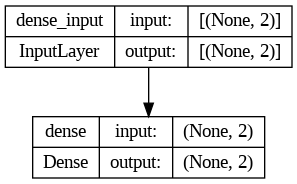 dense_input input: [(None, 2)]
InputLayer output: [(None, 2)]
dense input: (None, 2)
Dense output: (None, 2)